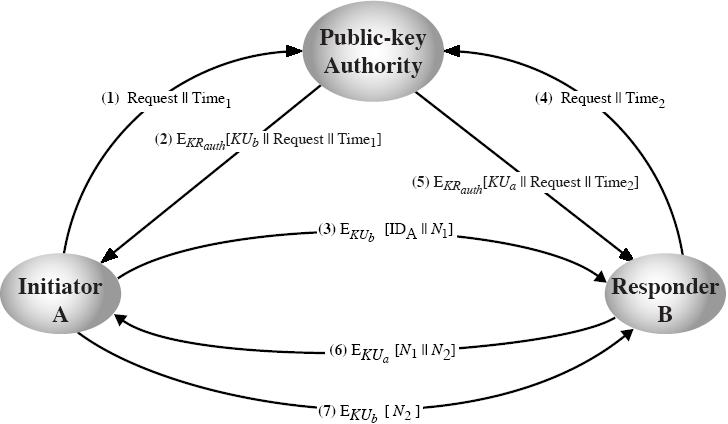 Public-key
Authority
(1) Request || Time1
(4) Request || Time2
(2) EKRauth[KUb || Request || Time1]
(5) EKRauth[KUa || Request || Time2]
(3) EKUb [IDA || N1]
Initiator
A
Responder
B
(6) EKUa [N1 || N2]
(7) EKUb [ N2 ]